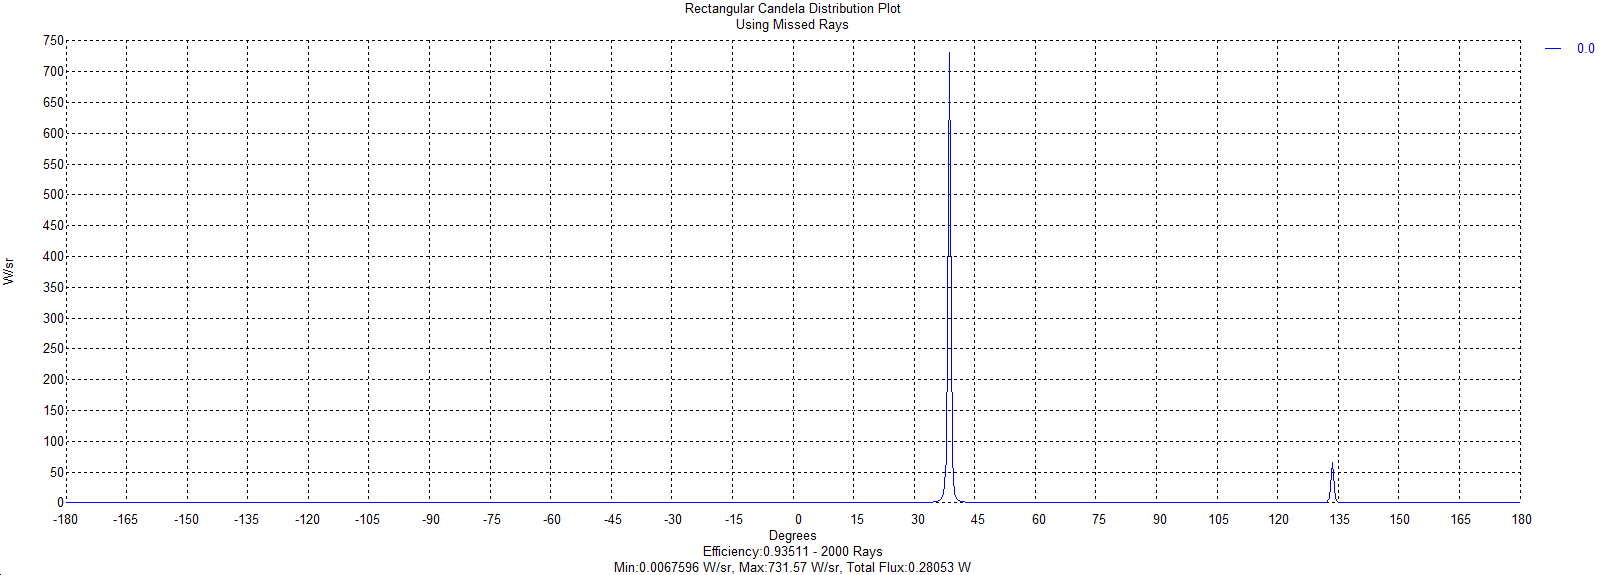 Rectangular Candela Distribution Plot
Using Missed Rays
0.0
750
700
650
600
550
500
450
400
350
300
250
200
150
100
50
0
W/sr
-180 -165 -150 -135 -120 -105 -90 -75 -60 -45 -30 -15 0 15 30 45 60 75 90 105 120 135 150 165 180
Degrees
Efficiency:0.93511 - 2000 Rays
Min:0.0067596 W/sr, Max:731.57 W/sr, Total Flux:0.28053 W